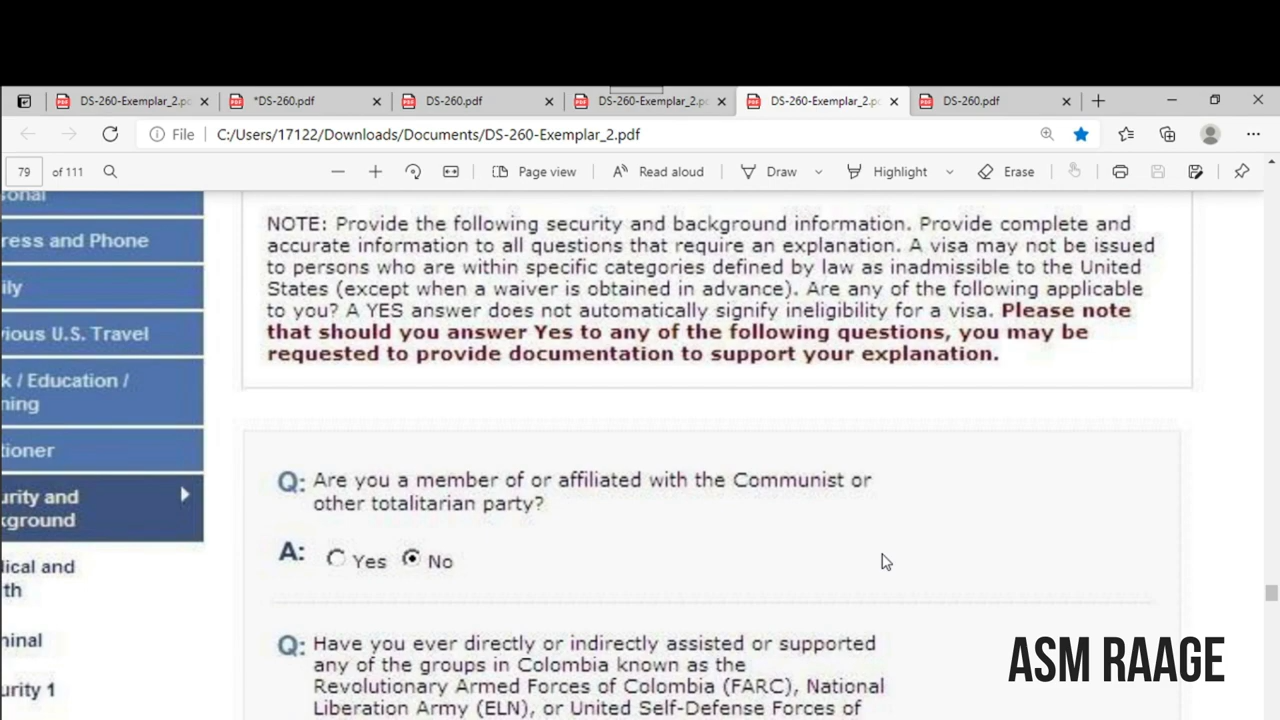 DS-260-Exemplar_2.pc
*DS-260.pdf
DS-260.pdf
DS-260-Exemplar_2.pc
DS-260-Exemplar_2.pc
DS-260.pdf
File
C:/Users/17122/Downloads/Documents/DS-260-Exemplar_2.pdf
79 of 111
Page view
Read aloud
Draw
Highlight
Erase
sonal
ress and Phone
ily
vious U.S. Travel
k / Education /
ning
tioner
urity and
kground
dical and
th
minal
urity 1
NOTE: Provide the following security and background information. Provide complete and
accurate information to all questions that require an explanation. A visa may not be issued
to persons who are within specific categories defined by law as inadmissible to the United
States (except when a waiver is obtained in advance). Are any of the following applicable
to you? A YES answer does not automatically signify ineligibility for a visa. Please note
that should you answer Yes to any of the following questions, you may be
requested to provide documentation to support your explanation.
Q: Are you a member of or affiliated with the Communist or
other totalitarian party?
A: Yes No
Q: Have you ever directly or indirectly assisted or supported
any of the groups in Colombia known as the
Revolutionary Armed Forces of Colombia (FARC), National
Liberation Army (ELN), or United Self-Defense Forces of
ASM RAAGE